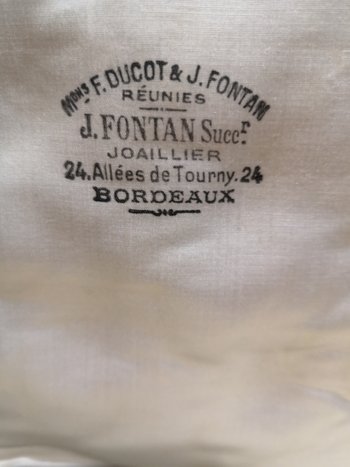 Mons F. DUCOT & J. FONTAN
RÉUNIES
J. FONTAN Succr.
JOAILLIER
24. Allées de Tourny. 24
BORDEAUX